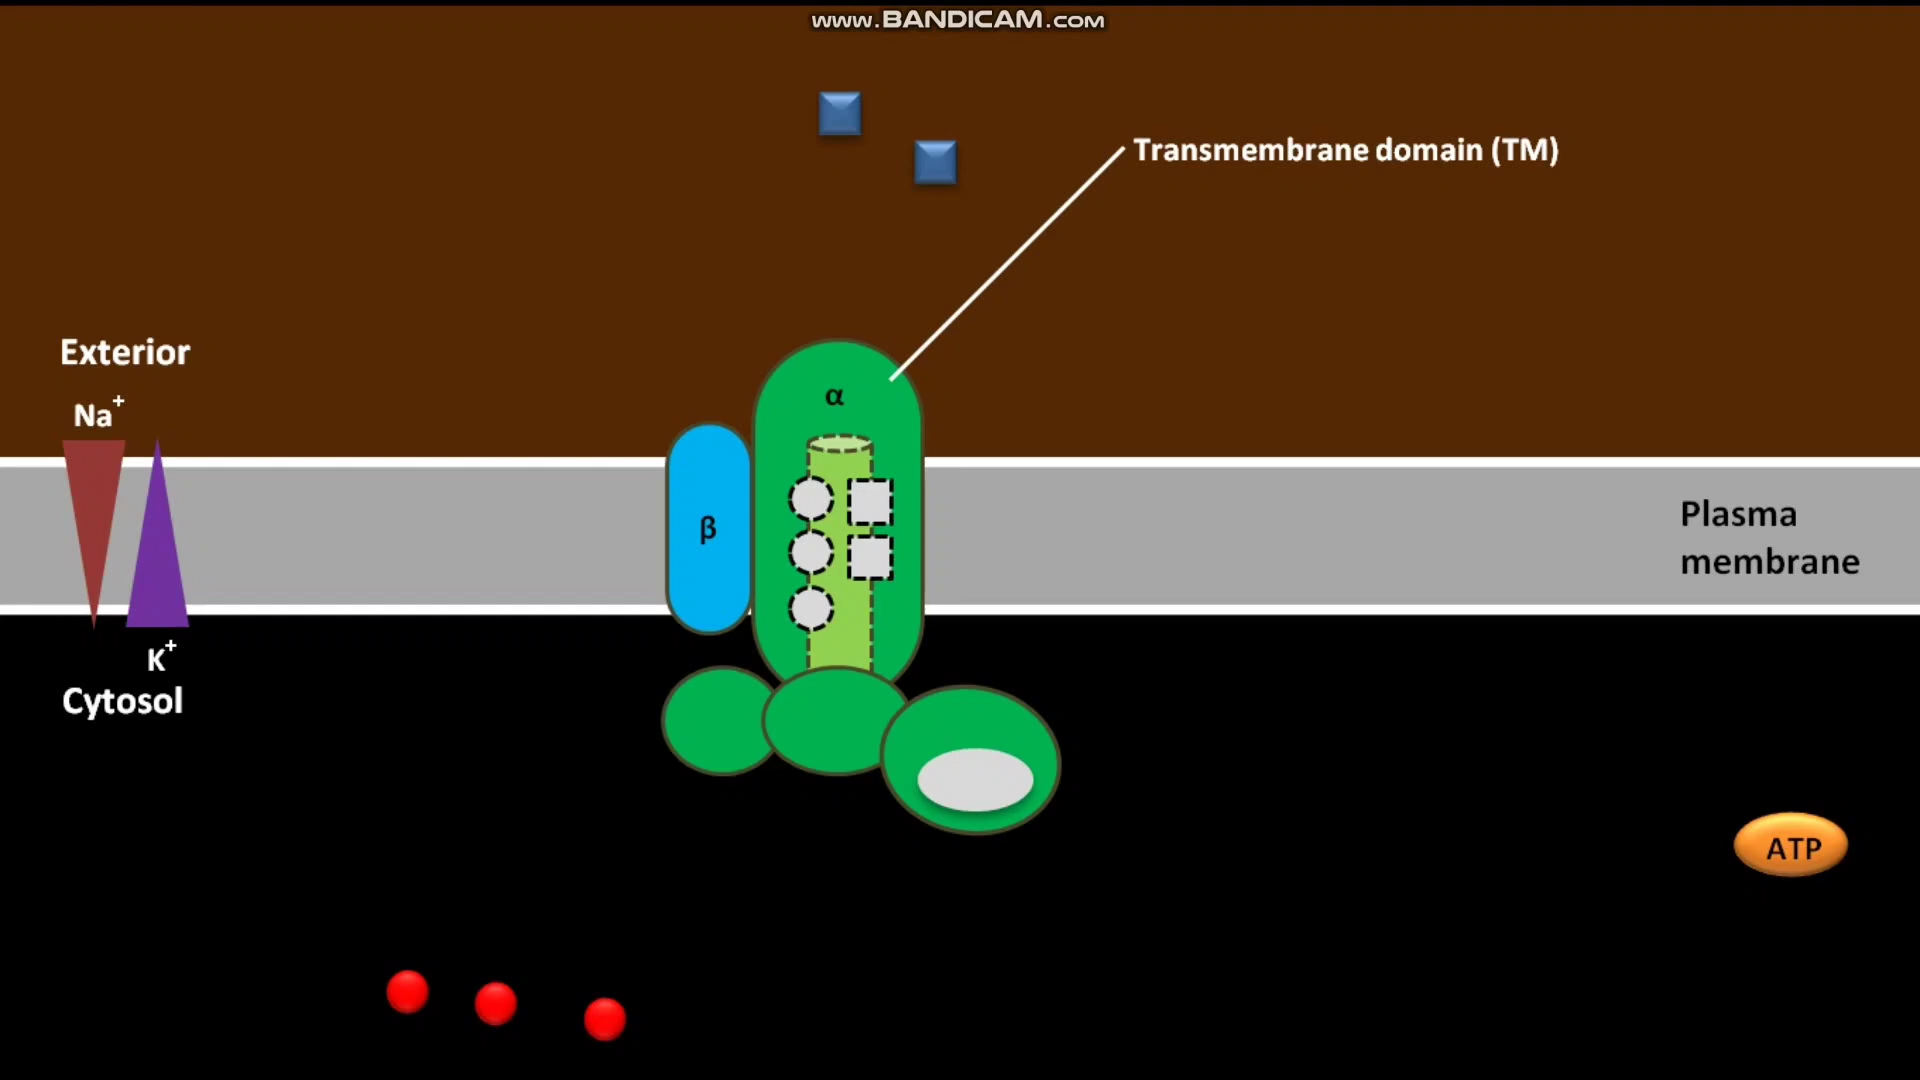 www.BANDICAM.com
Transmembrane domain (TM)
Exterior
Na⁺
α
β
Plasma
membrane
K⁺
Cytosol
ATP